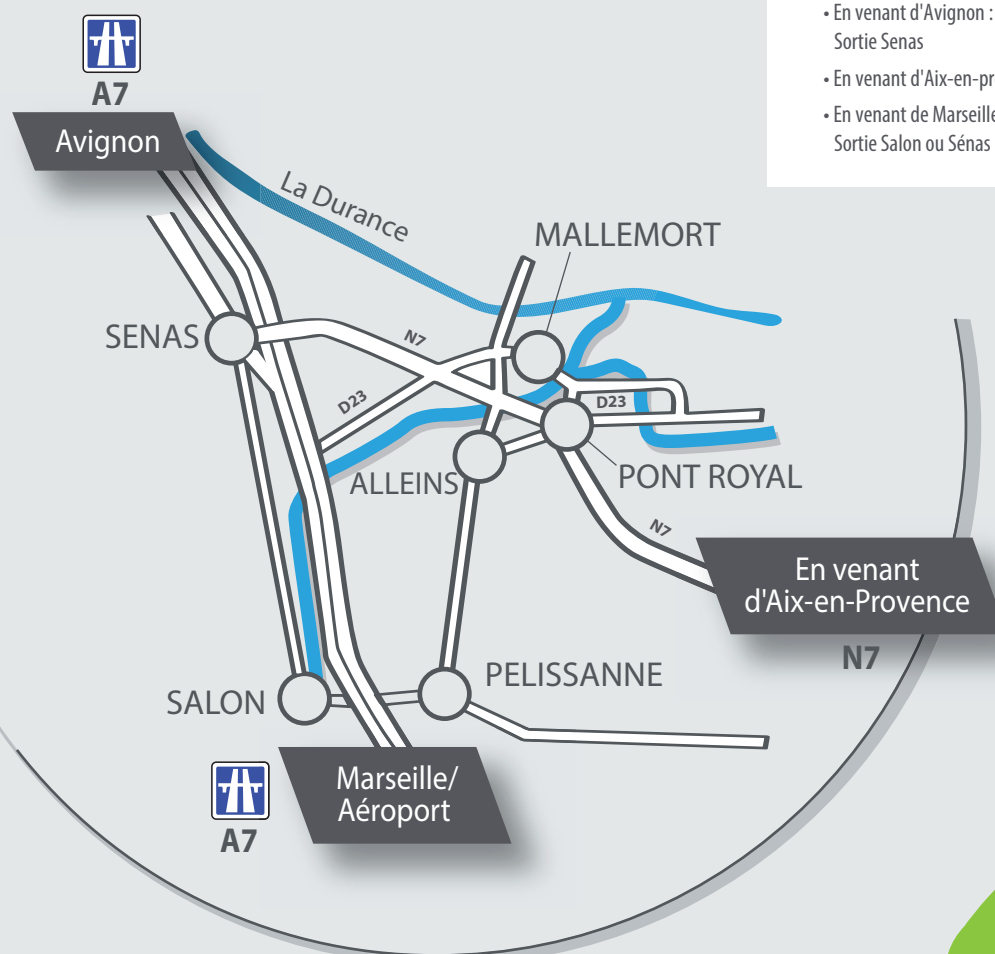 • En venant d'Avignon :
Sortie Senas
• En venant d'Aix-en-pr
• En venant de Marseille
Sortie Salon ou Sénas
A7
Avignon
La Durance
MALLEMORT
SENAS
N7
D23
D23
ALLEINS
PONT ROYAL
N7
En venant
d'Aix-en-Provence
N7
PELISSANNE
SALON
Marseille/
Aéroport
A7